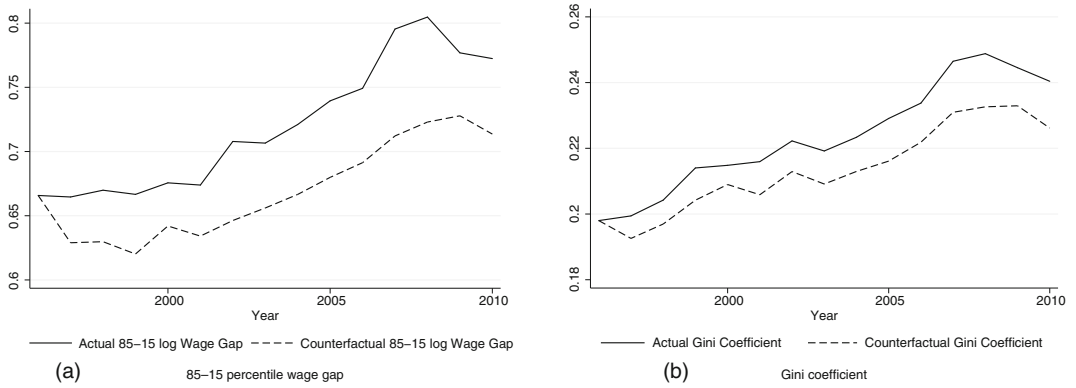 0.8
0.75
0.7
0.65
0.6
2000
2005
2010
Year
Actual 85–15 log Wage Gap
Counterfactual 85–15 log Wage Gap
(a)
85–15 percentile wage gap
0.26
0.24
0.22
0.2
0.18
2000
2005
2010
Year
Actual Gini Coefficient
Counterfactual Gini Coefficient
(b)
Gini coefficient